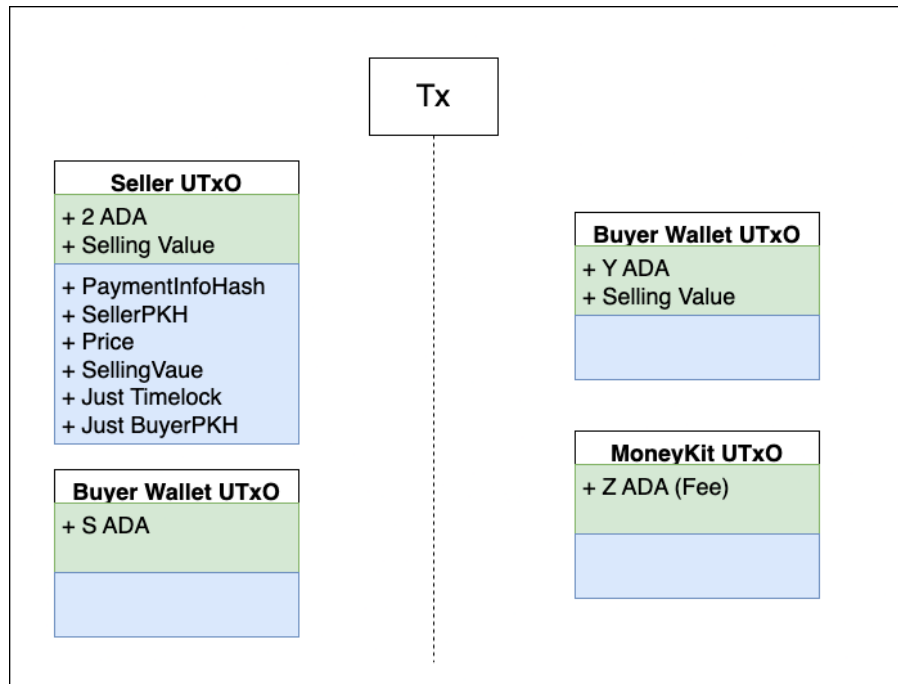 Tx
Seller UTxO
+ 2 ADA
+ Selling Value
+ PaymentInfoHash
+ SellerPKH
+ Price
+ SellingVaue
+ Just Timelock
+ Just BuyerPKH
Buyer Wallet UTxO
+ S ADA
Buyer Wallet UTxO
+ Y ADA
+ Selling Value
MoneyKit UTxO
+ Z ADA (Fee)